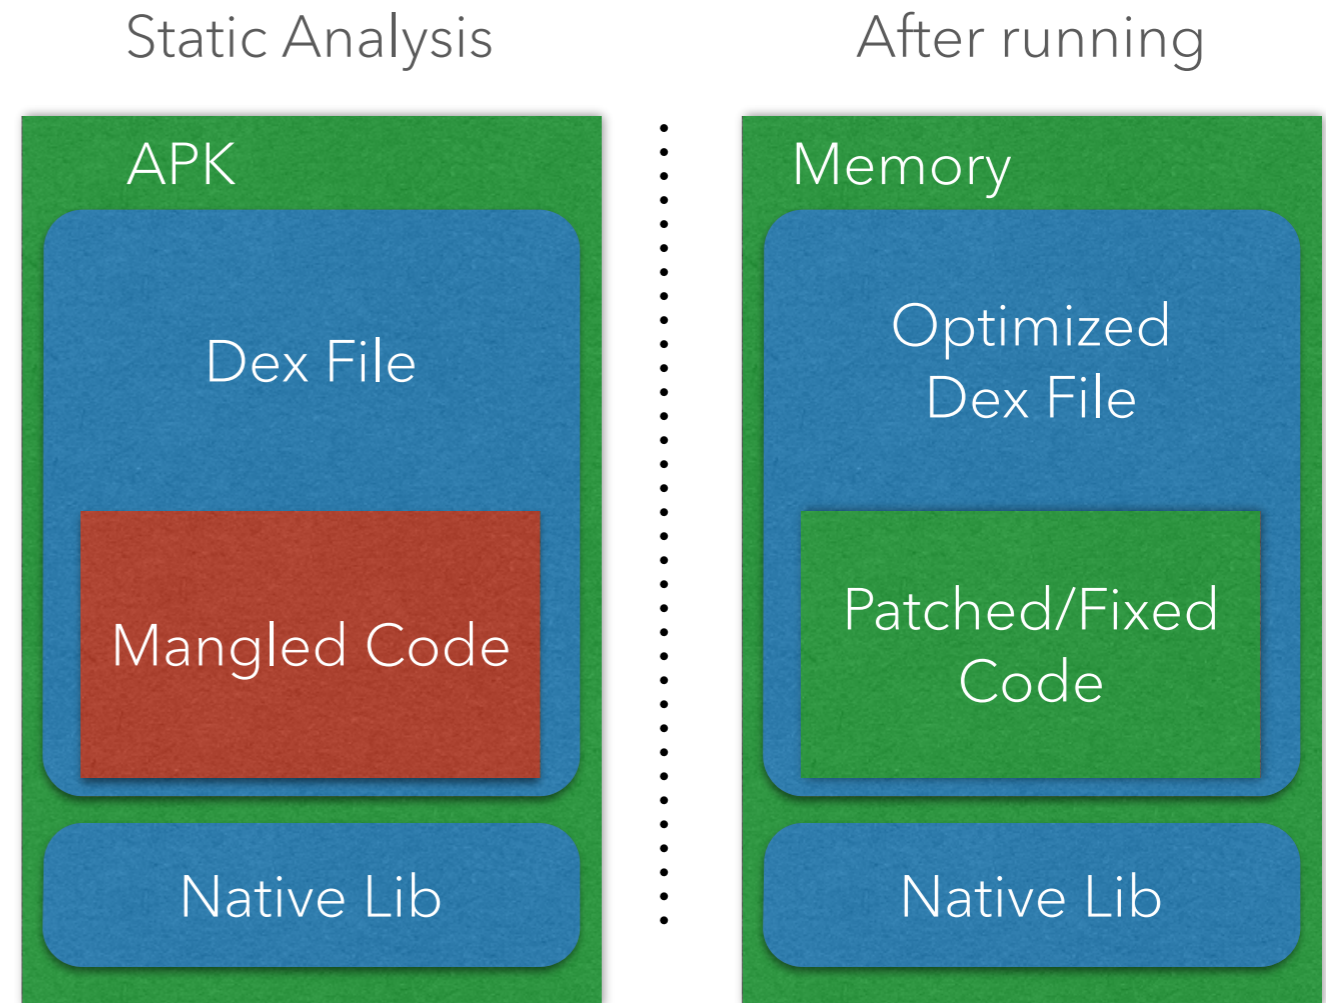 Static Analysis
After running
APK
Dex File
Mangled Code
Native Lib
Memory
Optimized
Dex File
Patched/Fixed
Code
Native Lib